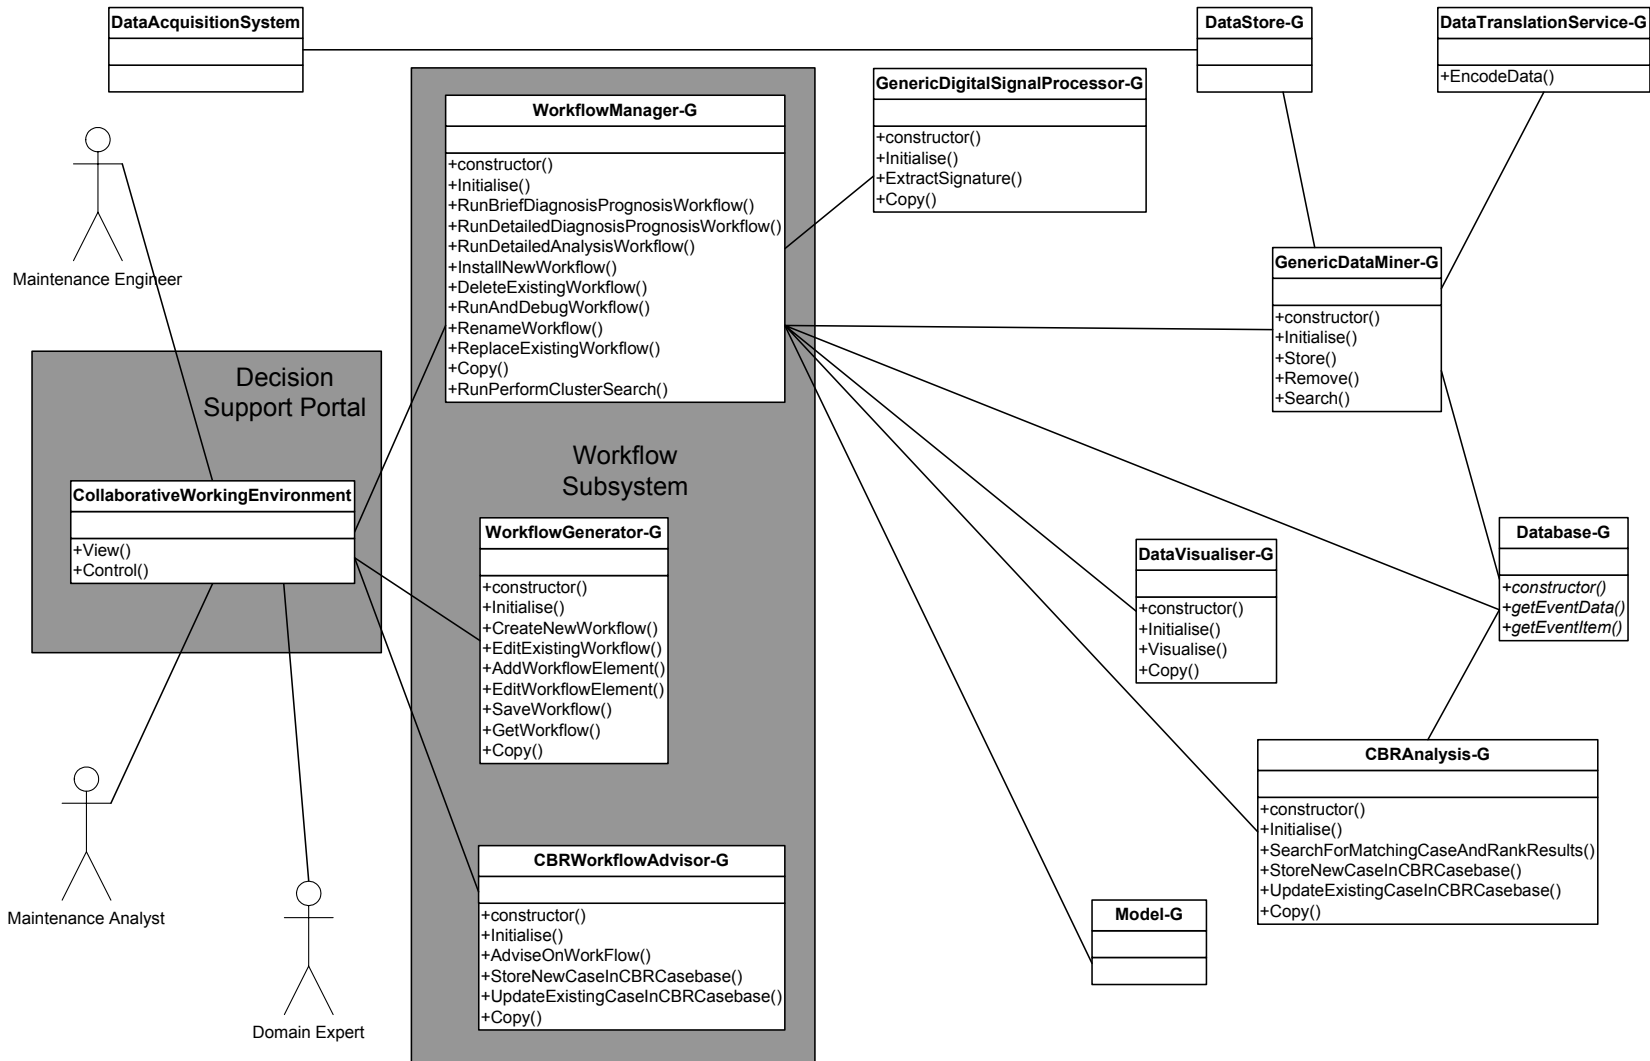 DataAcquisitionSystem
DataStore-G
DataTranslationService-G
+EncodeData()
WorkflowManager-G
+constructor()
+Initialise()
+RunBriefDiagnosisPrognosisWorkflow()
+RunDetailedDiagnosisPrognosisWorkflow()
+RunDetailedAnalysisWorkflow()
+InstallNewWorkflow()
+DeleteExistingWorkflow()
+RunAndDebugWorkflow()
+RenameWorkflow()
+ReplaceExistingWorkflow()
+Copy()
+RunPerformClusterSearch()
GenericDigitalSignalProcessor-G
+constructor()
+Initialise()
+ExtractSignature()
+Copy()
Maintenance Engineer
GenericDataMiner-G
+constructor()
+Initialise()
+Store()
+Remove()
+Search()
Decision
Support Portal
Workflow
Subsystem
CollaborativeWorkingEnvironment
+View()
+Control()
WorkflowGenerator-G
+constructor()
+Initialise()
+CreateNewWorkflow()
+EditExistingWorkflow()
+AddWorkflowElement()
+EditWorkflowElement()
+SaveWorkflow()
+GetWorkflow()
+Copy()
DataVisualiser-G
+constructor()
+Initialise()
+Visualise()
+Copy()
Database-G
+constructor()
+getEventData()
+getEventItem()
CBRAnalysis-G
+constructor()
+Initialise()
+SearchForMatchingCaseAndRankResults()
+StoreNewCaseInCBRCasebase()
+UpdateExistingCaseInCBRCasebase()
+Copy()
Maintenance Analyst
Domain Expert
CBRWorkflowAdvisor-G
+constructor()
+Initialise()
+AdviseOnWorkFlow()
+StoreNewCaseInCBRCasebase()
+UpdateExistingCaseInCBRCasebase()
+Copy()
Model-G